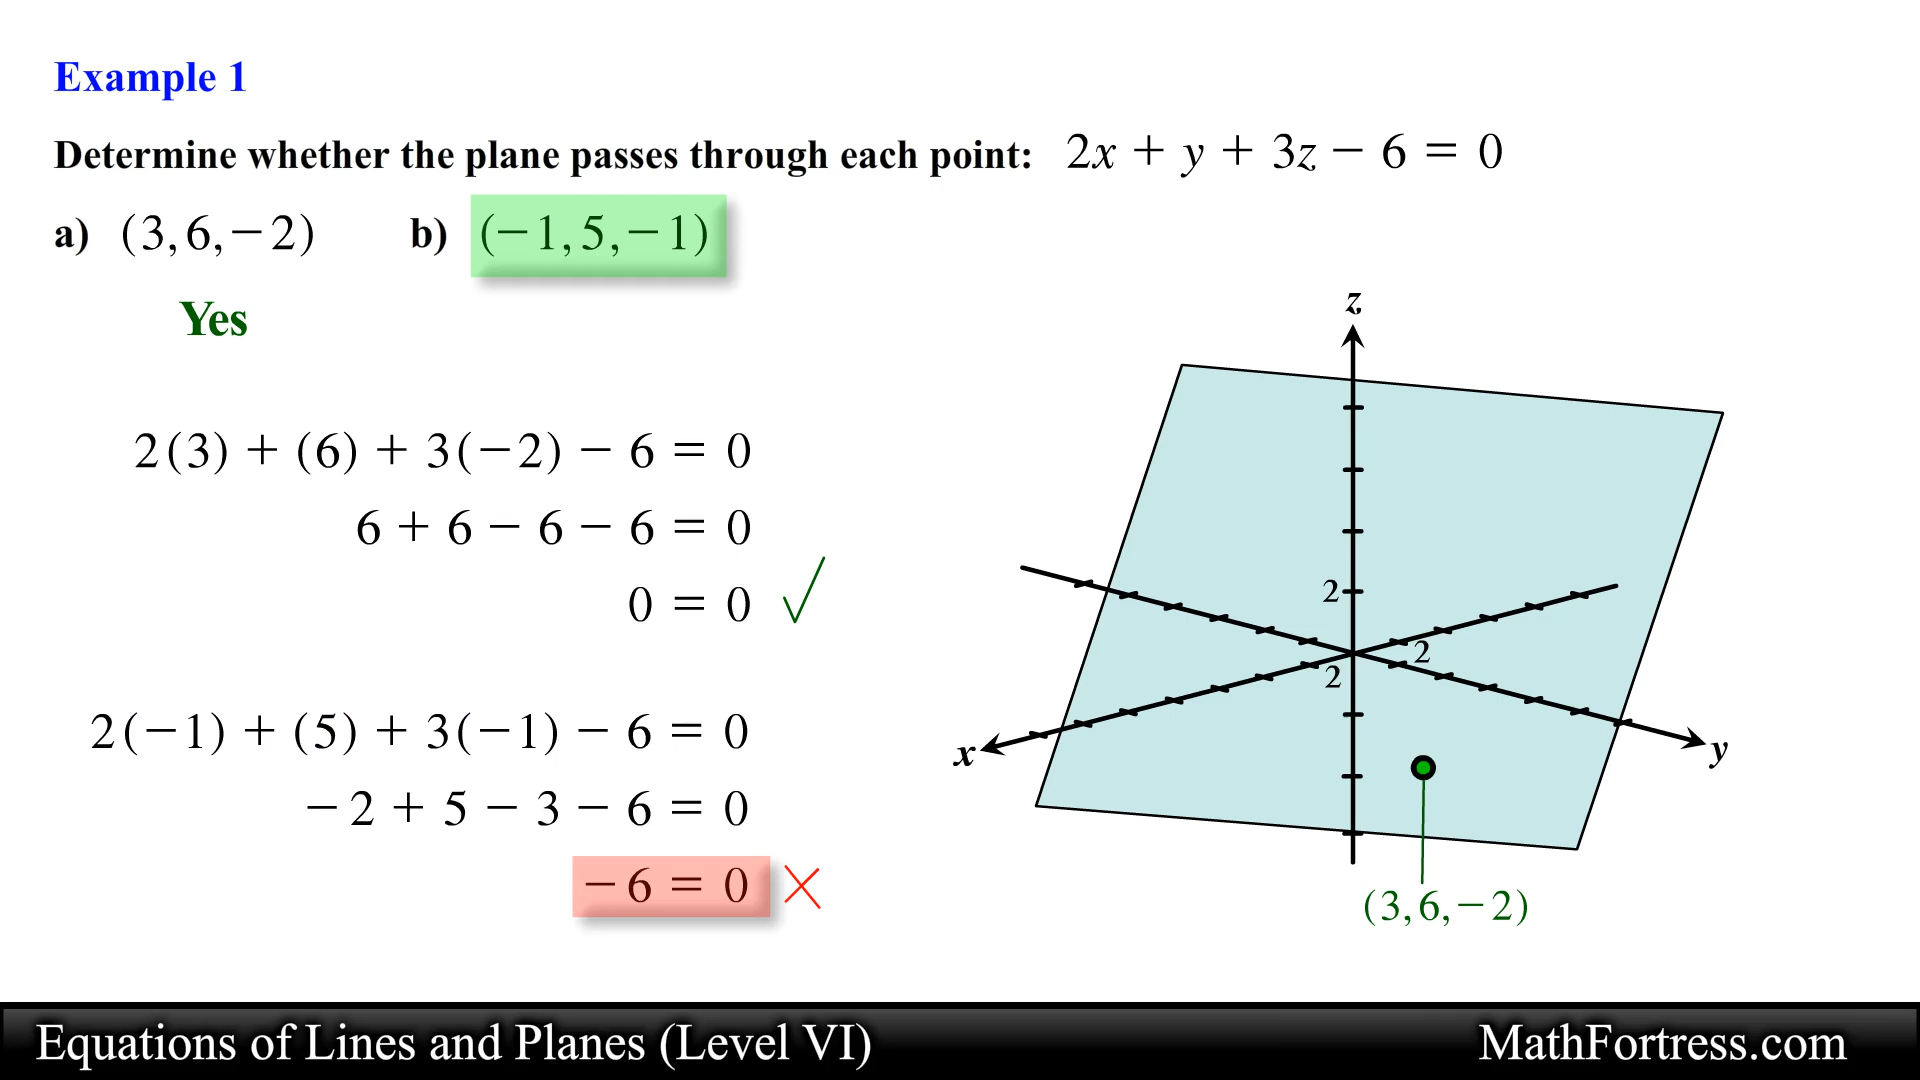 Example 1
Determine whether the plane passes through each point: 2x + y + 3z − 6 = 0
a) (3, 6, −2) b) (−1, 5, −1)
Yes
2(3) + (6) + 3(−2) − 6 = 0
6 + 6 − 6 − 6 = 0
0 = 0 ✓
2(−1) + (5) + 3(−1) − 6 = 0
−2 + 5 − 3 − 6 = 0
−6 = 0 ✗
z
2
2
2
x
y
(3, 6, −2)
Equations of Lines and Planes (Level VI)
MathFortress.com